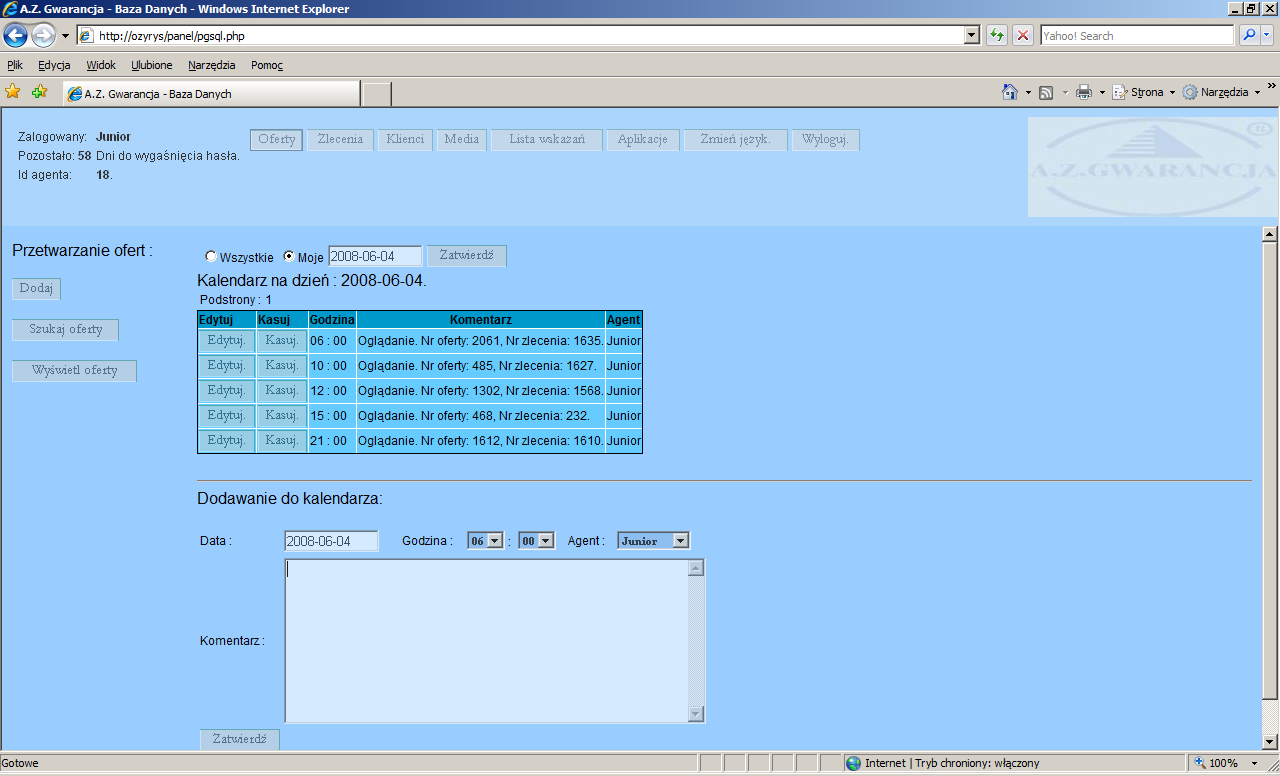 A.Z. Gwarancja - Baza Danych - Windows Internet Explorer
http://ozyrys/panel/pgsql.php
Yahoo! Search
Plik Edycja Widok Ulubione Narzędzia Pomoc
A.Z. Gwarancja - Baza Danych
Strona Narzędzia »
Zalogowany: Junior
Pozostało: 58 Dni do wygaśnięcia hasła.
Id agenta: 18.
Oferty Zlecenia Klienci Media Lista wskazań Aplikacje Zmień język. Wyloguj.
A.Z.GWARANCJA ®
Przetwarzanie ofert :
Dodaj
Szukaj oferty
Wyświetl oferty
Wszystkie Moje 2008-06-04 Zatwierdź
Kalendarz na dzień : 2008-06-04.
Podstrony : 1
Edytuj Kasuj Godzina Komentarz Agent
Edytuj. Kasuj. 06 : 00 Oglądanie. Nr oferty: 2061, Nr zlecenia: 1635. Junior
Edytuj. Kasuj. 10 : 00 Oglądanie. Nr oferty: 485, Nr zlecenia: 1627. Junior
Edytuj. Kasuj. 12 : 00 Oglądanie. Nr oferty: 1302, Nr zlecenia: 1568. Junior
Edytuj. Kasuj. 15 : 00 Oglądanie. Nr oferty: 468, Nr zlecenia: 232. Junior
Edytuj. Kasuj. 21 : 00 Oglądanie. Nr oferty: 1612, Nr zlecenia: 1610. Junior
Dodawanie do kalendarza:
Data : 2008-06-04 Godzina : 06 : 00 Agent : Junior
Komentarz :
Zatwierdź
Gotowe Internet | Tryb chroniony: włączony 100%